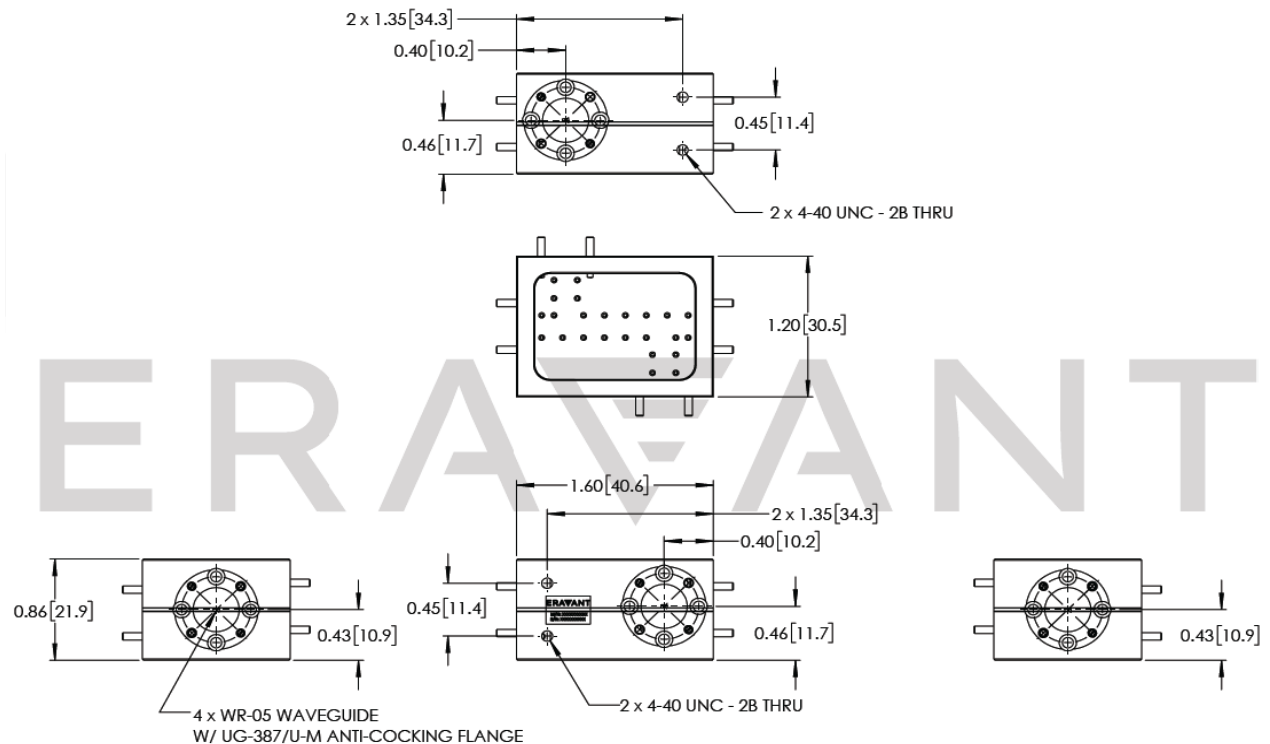 2 x 1.35[34.3]
0.40[10.2]
0.46[11.7]
0.45[11.4]
2 x 4-40 UNC - 2B THRU
1.20[30.5]
ERAVANT
1.60[40.6]
2 x 1.35[34.3]
0.40[10.2]
0.86[21.9]
0.43[10.9]
0.45[11.4]
ERAVANT
0.46[11.7]
0.43[10.9]
2 x 4-40 UNC - 2B THRU
4 x WR-05 WAVEGUIDE
W/ UG-387/U-M ANTI-COCKING FLANGE